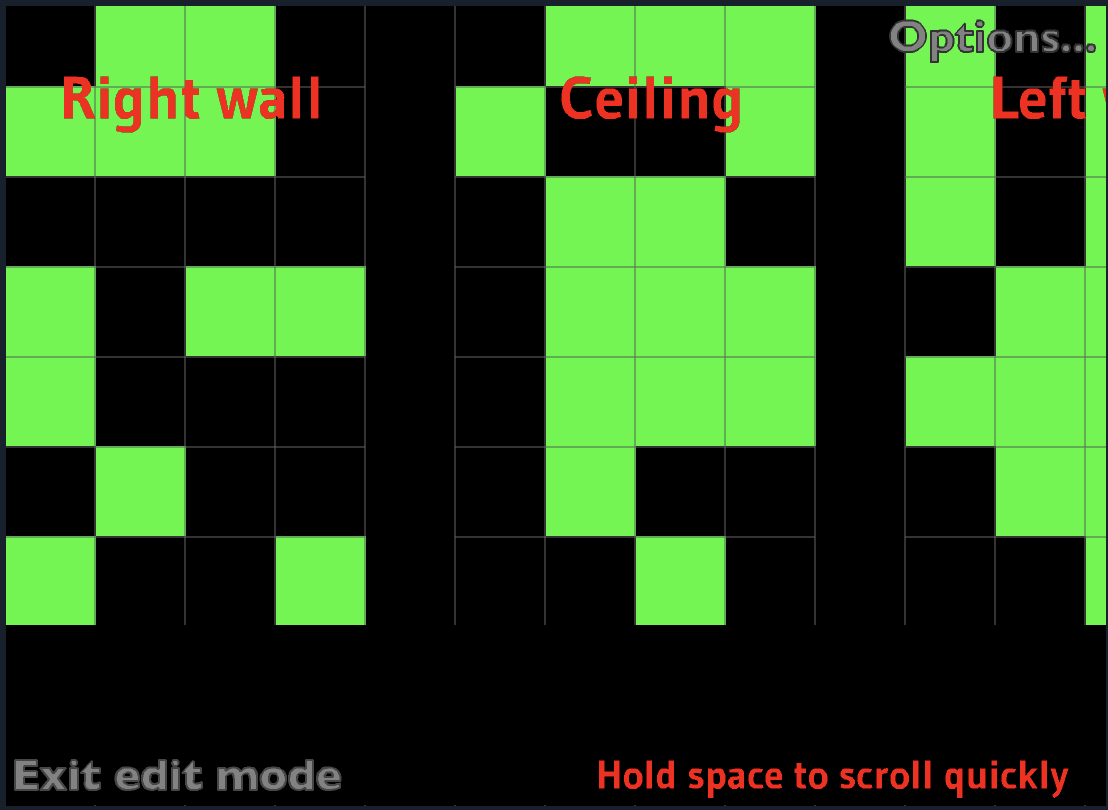 Options...
Right wall
Ceiling
Left
Exit edit mode
Hold space to scroll quickly